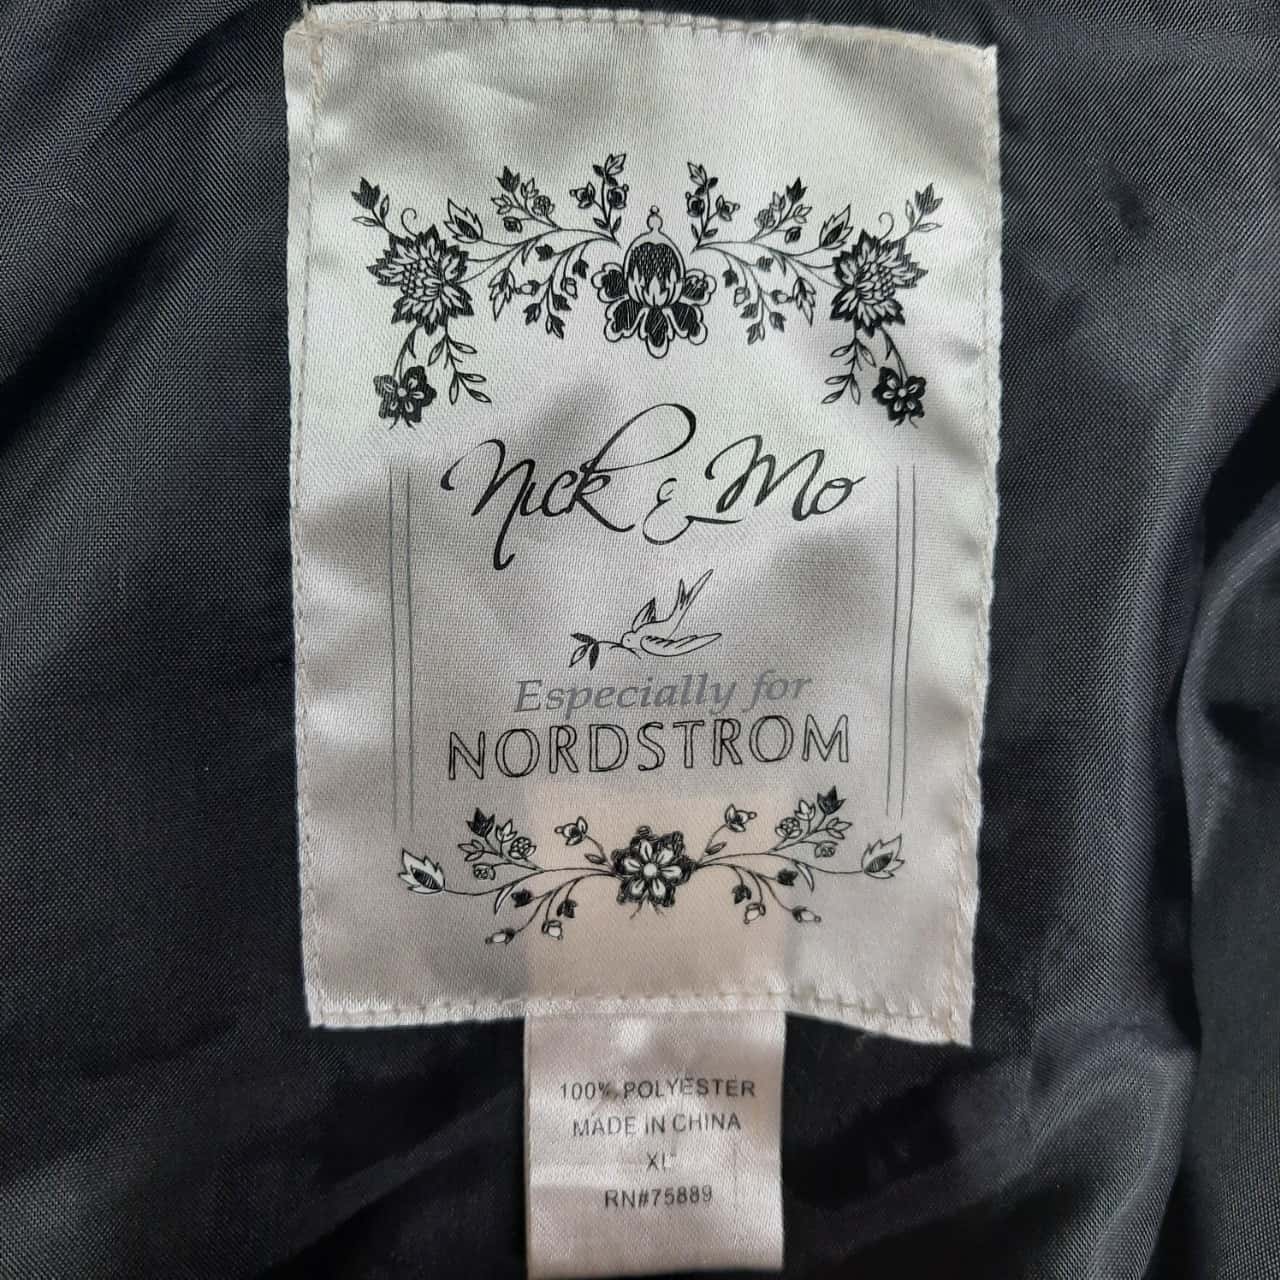 Nick & Mo
Especially for
NORDSTROM
100% POLYESTER
MADE IN CHINA
XL
RN#75889